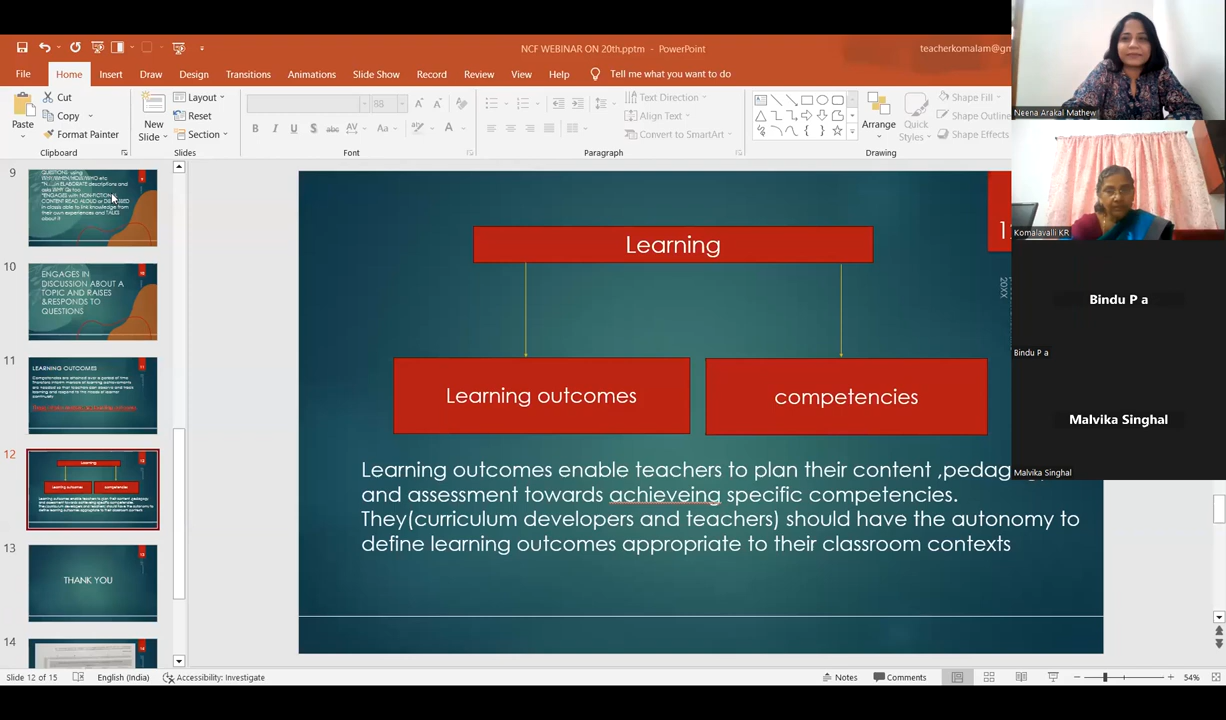 NCF WEBINAR ON 20th.pptm - PowerPoint
teacherkomalam@gm
File Home Insert Draw Design Transitions Animations Slide Show Record Review View Help Tell me what you want to do
Paste
Cut
Copy
Format Painter
Clipboard
New
Slide
Layout
Reset
Section
Slides
88
Font
Text Direction
Align Text
Convert to SmartArt
Paragraph
Arrange
Quick
Styles
Shape Fill
Shape Outline
Shape Effects
Drawing
Neena Arakal Mathew
Komalavalli KR
Bindu P a
Bindu P a
Malvika Singhal
Malvika Singhal
9
10
ENGAGES IN
DISCUSSION ABOUT A
TOPIC AND RAISES
&RESPONDS TO
QUESTIONS
11
LEARNING OUTCOMES
12
13
THANK YOU
14
Learning
20XX
Learning outcomes
competencies
Learning outcomes enable teachers to plan their content ,pedag
and assessment towards achieveing specific competencies.
They(curriculum developers and teachers) should have the autonomy to
define learning outcomes appropriate to their classroom contexts
Slide 12 of 15
English (India)
Accessibility: Investigate
Notes
Comments
54%